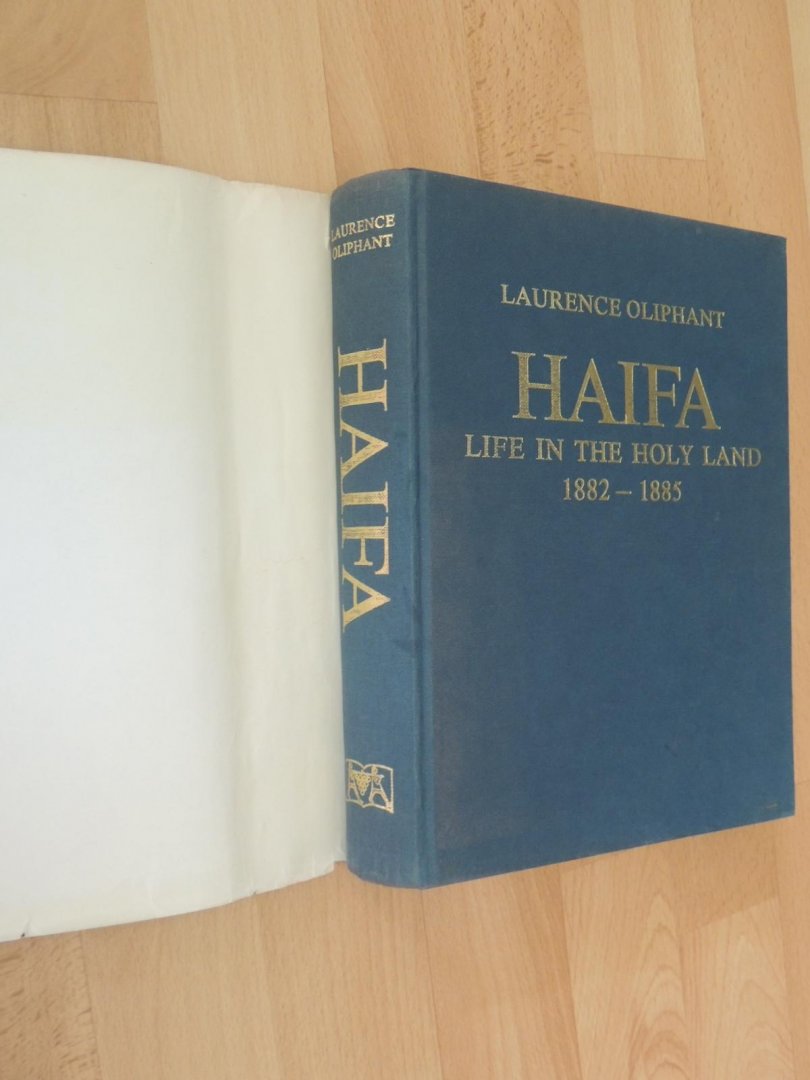 LAURENCE
OLIPHANT
HAIFA
LAURENCE OLIPHANT
HAIFA
LIFE IN THE HOLY LAND
1882 – 1885